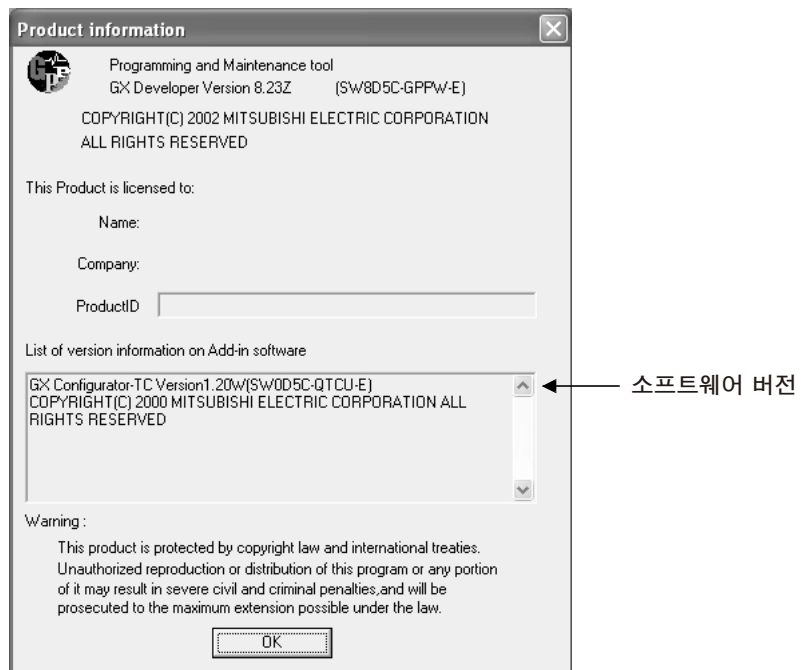 Product information
Programming and Maintenance tool
GX Developer Version 8.23Z (SW8D5C-GPPW-E)
COPYRIGHT(C) 2002 MITSUBISHI ELECTRIC CORPORATION
ALL RIGHTS RESERVED
This Product is licensed to:
Name:
Company:
ProductID
List of version information on Add-in software
GX Configurator-TC Version1.20W(SW0D5C-QTCU-E)
COPYRIGHT(C) 2000 MITSUBISHI ELECTRIC CORPORATION ALL
RIGHTS RESERVED
소프트웨어 버전
Warning :
This product is protected by copyright law and international treaties.
Unauthorized reproduction or distribution of this program or any portion
of it may result in severe civil and criminal penalties,and will be
prosecuted to the maximum extension possible under the law.
OK